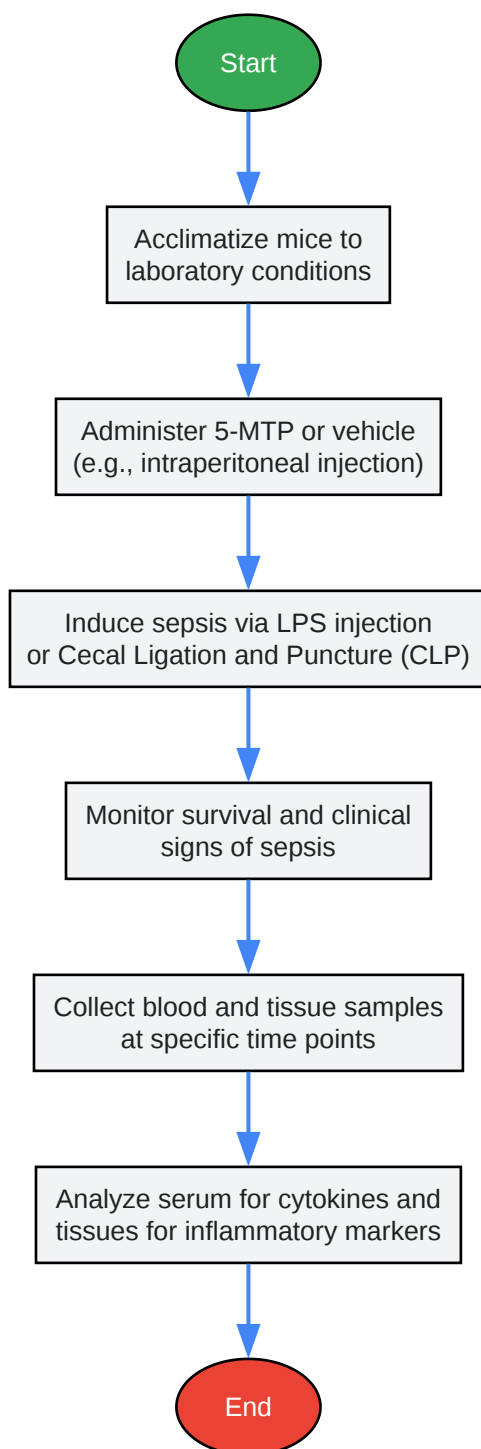 Start
Acclimatize mice to
laboratory conditions
Administer 5-MTP or vehicle
(e.g., intraperitoneal injection)
Induce sepsis via LPS injection
or Cecal Ligation and Puncture (CLP)
Monitor survival and clinical
signs of sepsis
Collect blood and tissue samples
at specific time points
Analyze serum for cytokines and
tissues for inflammatory markers
End